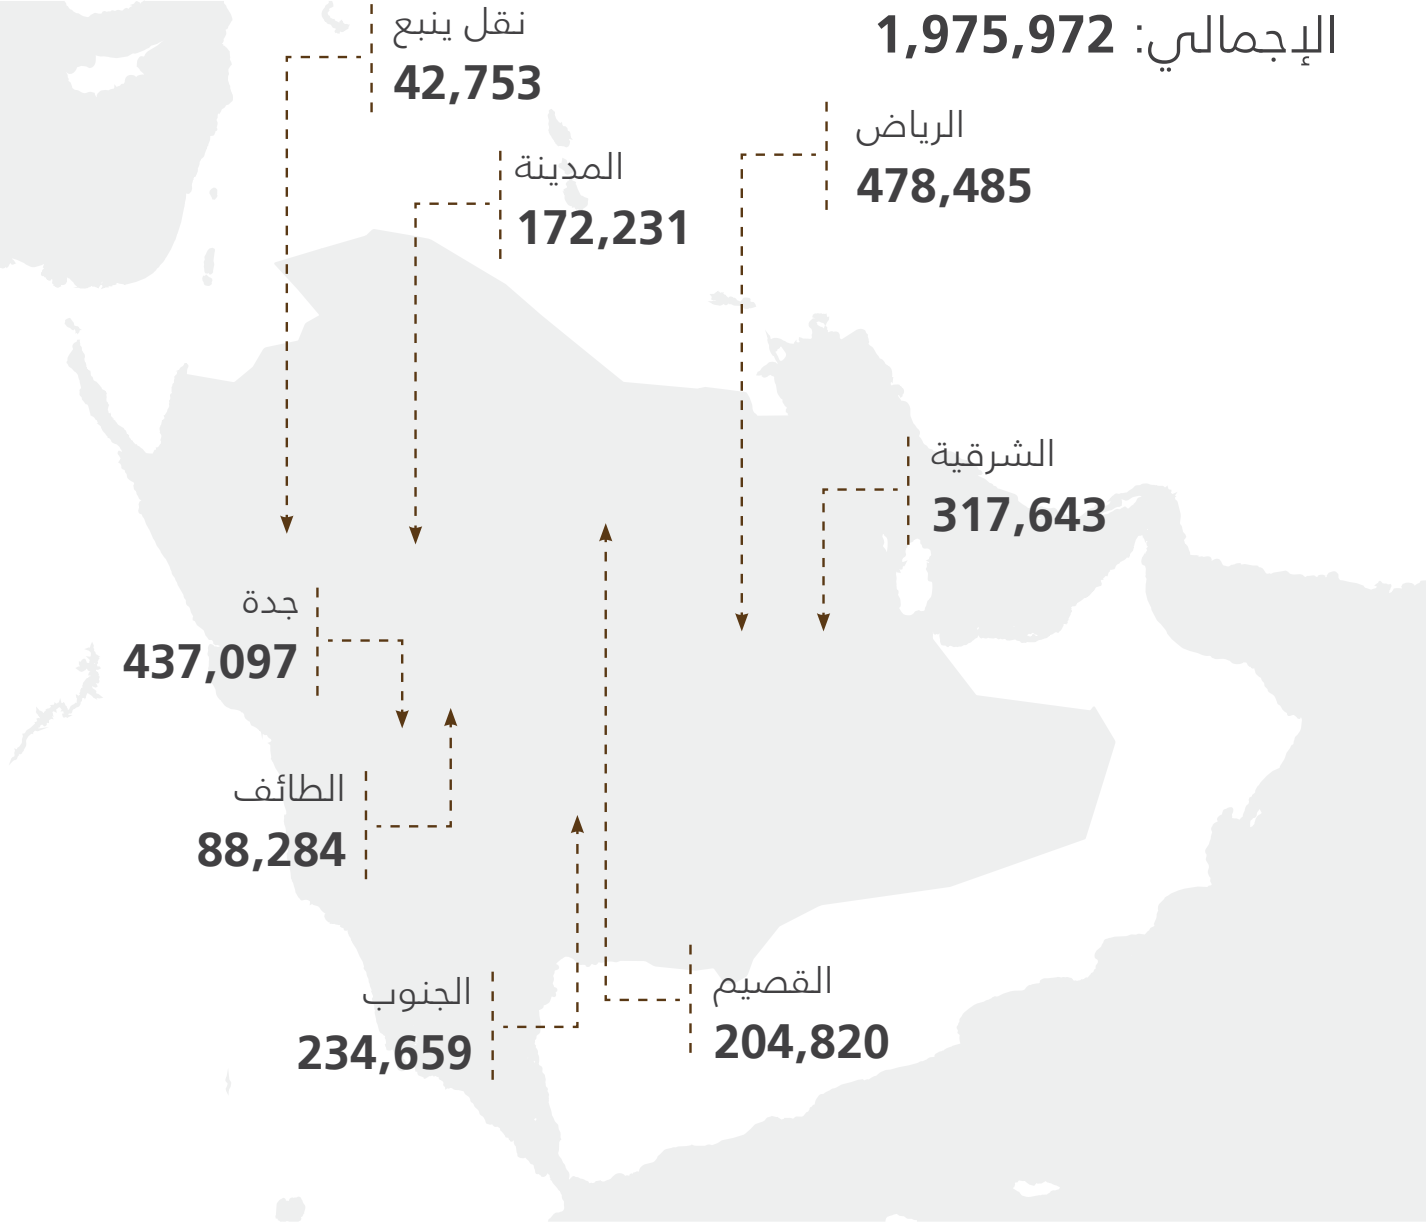 الإجمالي: 1,975,972
نقل ينبع
42,753
الرياض
478,485
المدينة
172,231
الشرقية
317,643
جدة
437,097
الطائف
88,284
القصيم
204,820
الجنوب
234,659